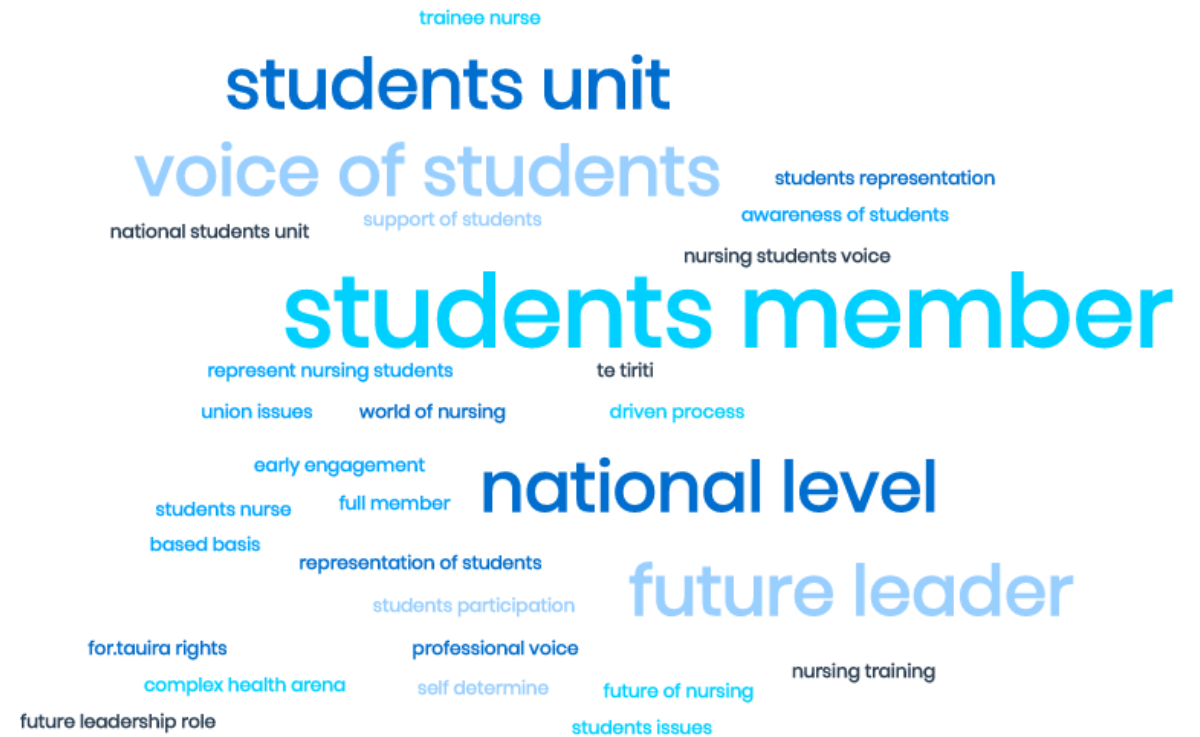 trainee nurse
students unit
voice of students
students representation
support of students
awareness of students
national students unit
nursing students voice
students member
represent nursing students
te tiriti
union issues
world of nursing
driven process
early engagement
national level
full member
students nurse
based basis
representation of students
future leader
students participation
for.tauira rights
professional voice
nursing training
complex health arena
self determine
future of nursing
future leadership role
students issues